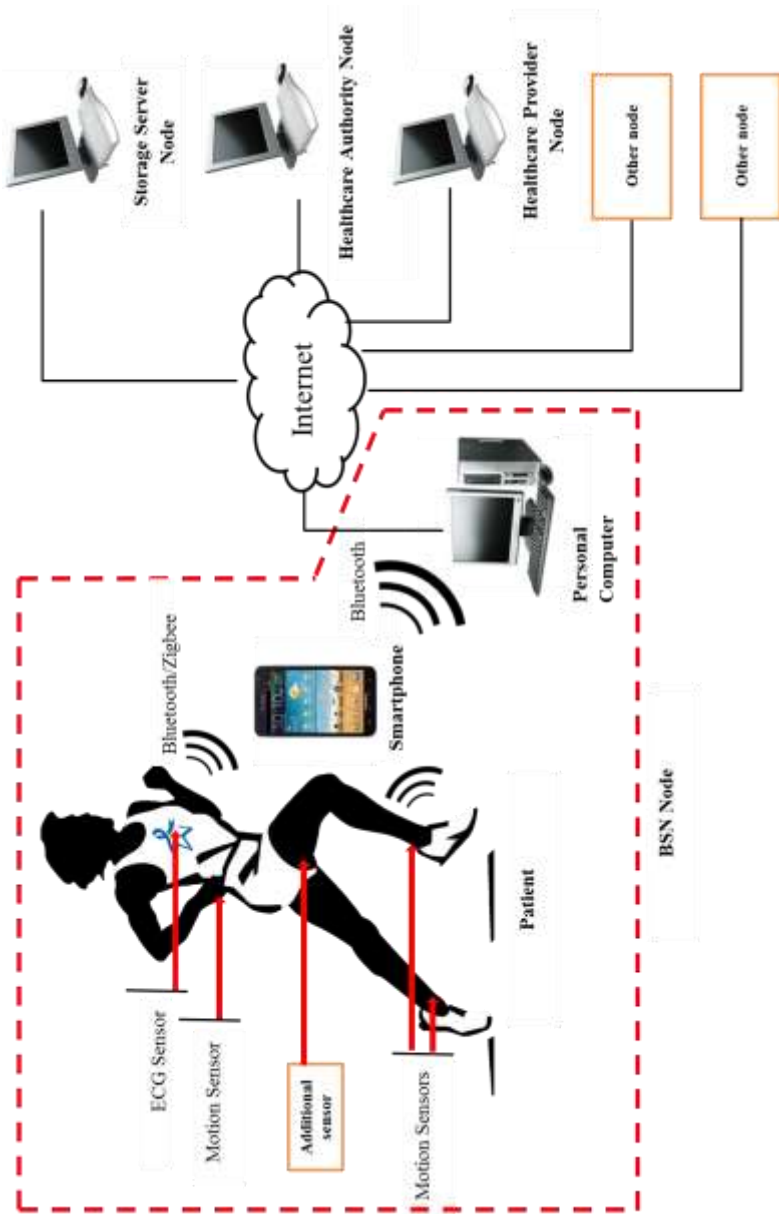 ECG Sensor
Motion Sensor
Additional
sensor
Motion Sensors
Patient
Bluetooth/Zigbee
Smartphone
Bluetooth
Personal
Computer
BSN Node
Internet
Storage Server
Node
Healthcare Authority Node
Healthcare Provider
Node
Other node
Other node